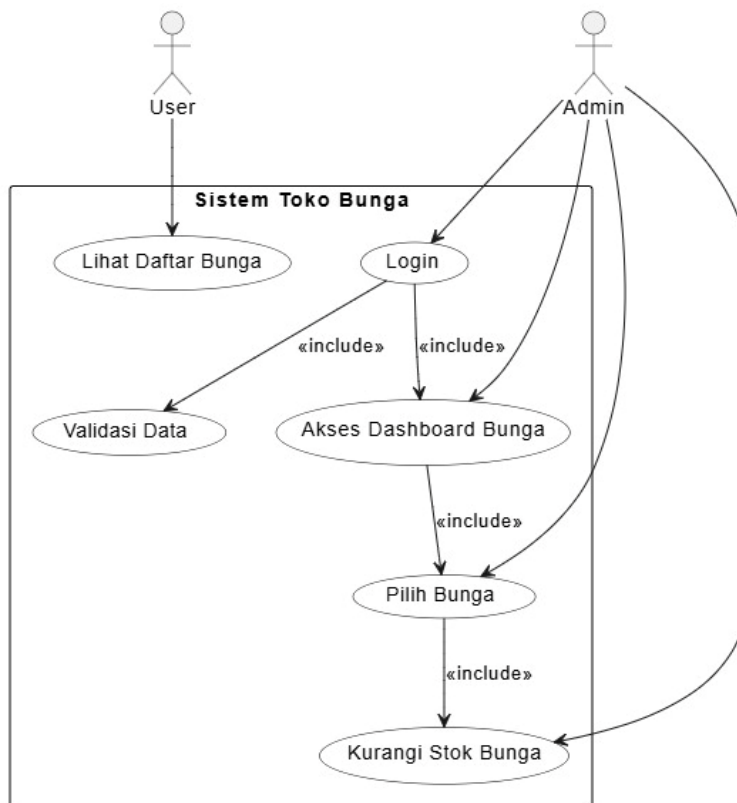 User
Admin
Sistem Toko Bunga
Lihat Daftar Bunga
Login
«include»
«include»
Validasi Data
Akses Dashboard Bunga
«include»
Pilih Bunga
«include»
Kurangi Stok Bunga